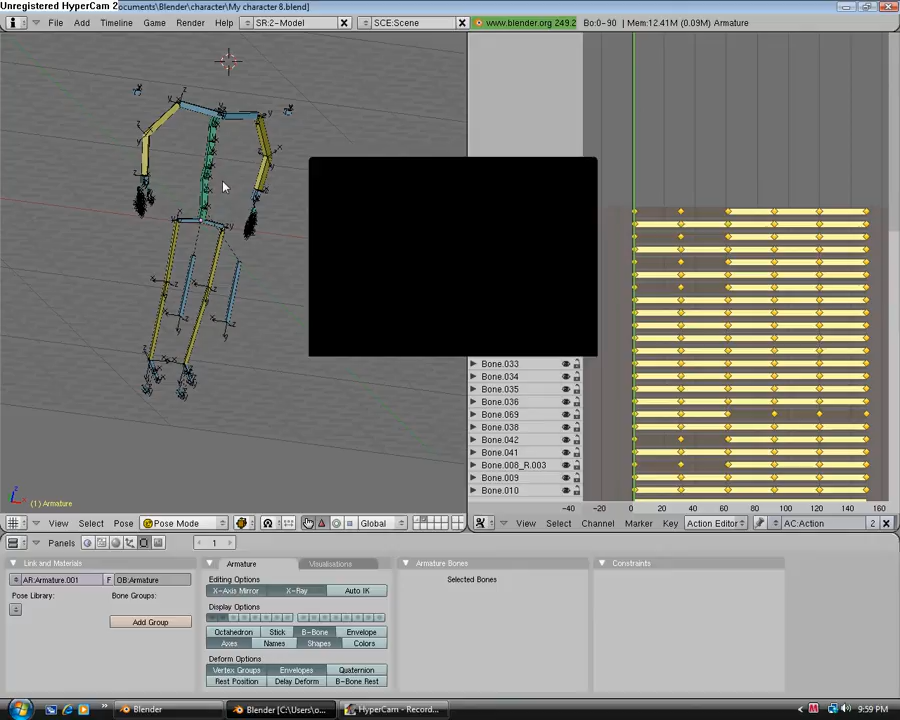 Unregistered HyperCam 2
ocuments\Blender\character\My character 8.blend]
File Add Timeline Game Render Help SR:2-Model SCE:Scene www.blender.org 249.2 Bo:0-90 | Mem:12.41M (0.09M) Armature
Bone.033
Bone.034
Bone.035
Bone.036
Bone.069
Bone.038
Bone.042
Bone.041
Bone.008_R.003
Bone.009
Bone.010
(1) Armature
-40 -20 0 20 40 60 80 100 120 140 160
View Select Pose Pose Mode Global
View Select Channel Marker Key Action Editor AC:Action 2
Panels 1
Link and Materials Armature Visualisations Armature Bones Constraints
AR:Armature.001 F OB:Armature Editing Options Selected Bones
X-Axis Mirror X-Ray Auto IK
Pose Library: Bone Groups:
Display Options
Add Group
Octahedron Stick B-Bone Envelope
Axes Names Shapes Colors
Deform Options
Vertex Groups Envelopes Quaternion
Rest Position Delay Deform B-Bone Rest
Blender Blender [C:\Users\o... HyperCam - Record... 9:59 PM